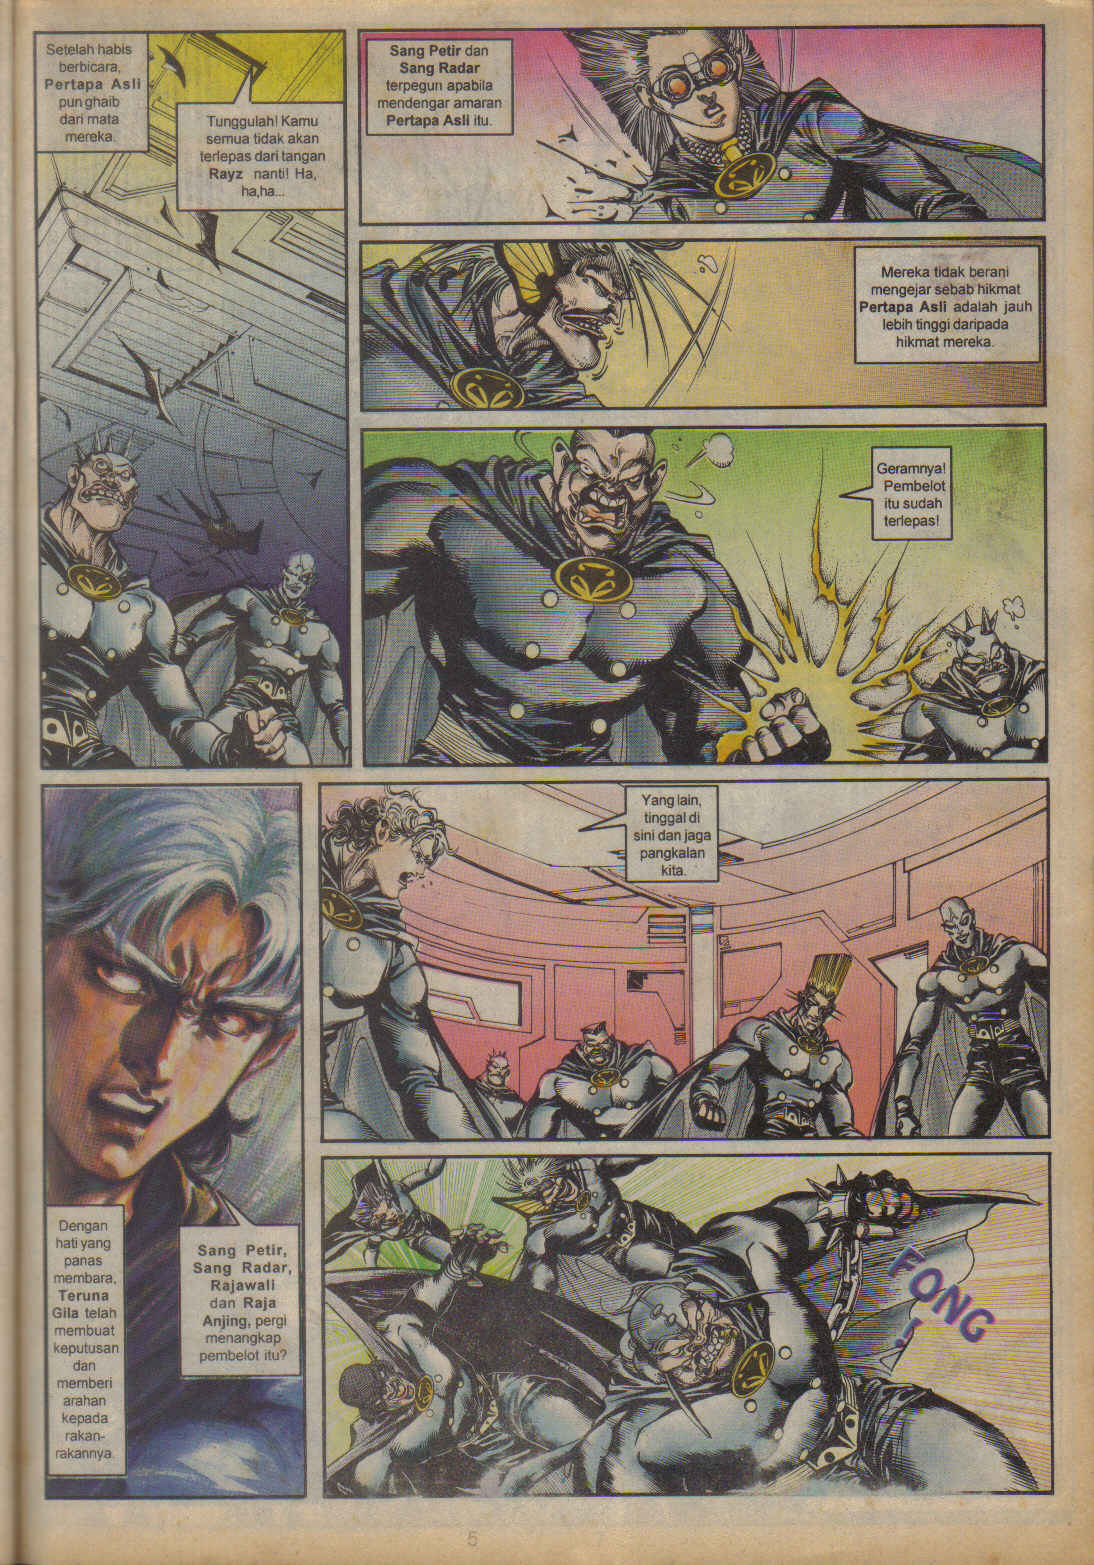 Setelah habis
berbicara,
Pertapa Asli
pun ghaib
dari mata
mereka.
Tunggulah! Kamu
semua tidak akan
terlepas dari tangan
Rayz nanti! Ha,
ha,ha...
Sang Petir dan
Sang Radar
terpegun apabila
mendengar amaran
Pertapa Asli itu.
Mereka tidak berani
mengejar sebab hikmat
Pertapa Asli adalah jauh
lebih tinggi daripada
hikmat mereka.
Geramnya!
Pembelot
itu sudah
terlepas!
Dengan
hati yang
panas
membara,
Teruna
Gila telah
membuat
keputusan
dan
memberi
arahan
kepada
rakan-
rakannya.
Sang Petir,
Sang Radar,
Rajawali
dan Raja
Anjing, pergi
menangkap
pembelot itu?
Yang lain,
tinggal di
sini dan jaga
pangkalan
kita.
FONG
!
5